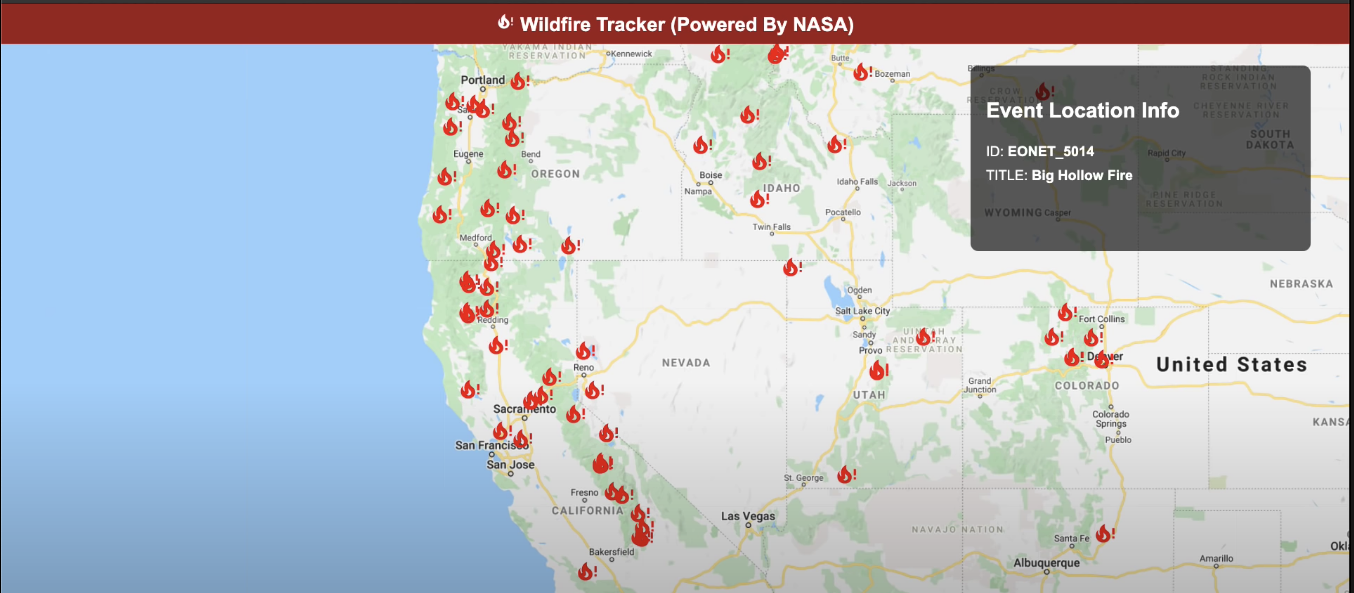 Wildfire Tracker (Powered By NASA)
YAKAMA INDIAN
RESERVATION
Kennewick
Butte
Bozeman
Billings
STANDING
ROCK INDIAN
RESERVATION
Portland
CROW
RESERVATION
CHEYENNE RIVER
RESERVATION
Event Location Info
SOUTH
DAKOTA
ID: EONET_5014
TITLE: Big Hollow Fire
Eugene
Bend
OREGON
Rapid City
Boise
Nampa
IDAHO
Idaho Falls
Jackson
PINE RIDGE
RESERVATION
Pocatello
WYOMING
Casper
Twin Falls
Medford
Ogden
NEBRASKA
Salt Lake City
Redding
Fort Collins
Sandy
Provo
UINTAH
AND OURAY
RESERVATION
NEVADA
Denver
United States
Reno
Grand
Junction
COLORADO
UTAH
Sacramento
Colorado
Springs
KANSA
Pueblo
San Francisco
San Jose
St. George
Fresno
CALIFORNIA
Las Vegas
NAVAJO NATION
Santa Fe
Bakersfield
Albuquerque
Amarillo
Okl